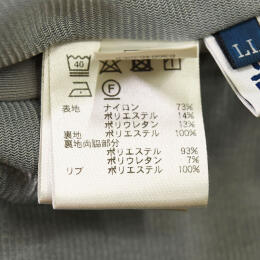 40
F
表地 ナイロン 73%
ポリエステル 14%
ポリウレタン 13%
裏地 ポリエステル 100%
裏地両脇部分
ポリエステル 93%
ポリウレタン 7%
リブ ポリエステル 100%
LL